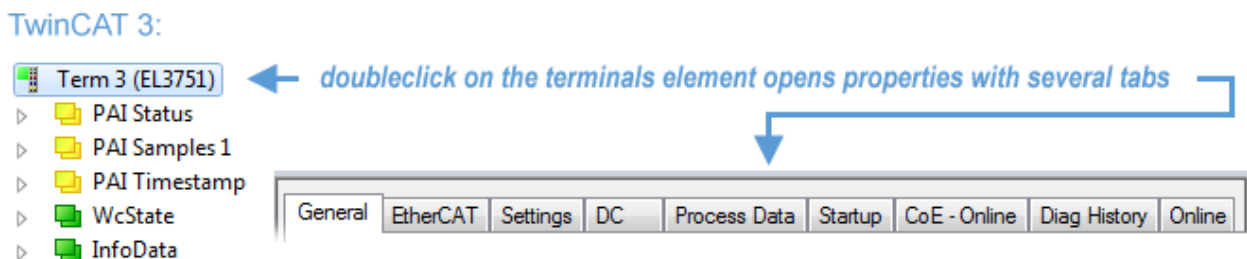 TwinCAT 3:
Term 3 (EL3751)
doubleclick on the terminals element opens properties with several tabs
PAI Status
PAI Samples 1
PAI Timestamp
WcState
InfoData
General EtherCAT Settings DC Process Data Startup CoE - Online Diag History Online